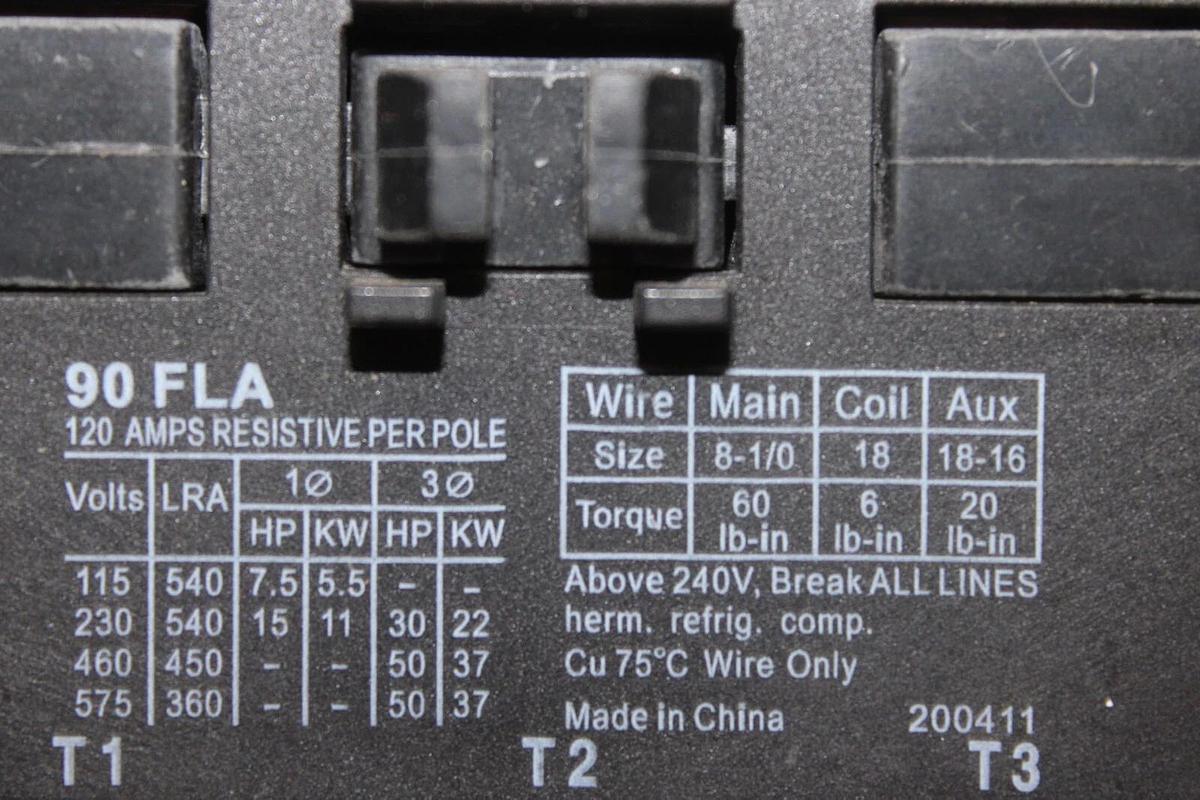 90 FLA
120 AMPS RESISTIVE PER POLE
Volts LRA 1Ø 3Ø
HP KW HP KW
115 540 7.5 5.5 - -
230 540 15 11 30 22
460 450 - - 50 37
575 360 - - 50 37
Wire Main Coil Aux
Size 8-1/0 18 18-16
Torque 60 lb-in 6 lb-in 20 lb-in
Above 240V, Break ALL LINES
herm. refrig. comp.
Cu 75°C Wire Only
Made in China 200411
T1 T2 T3